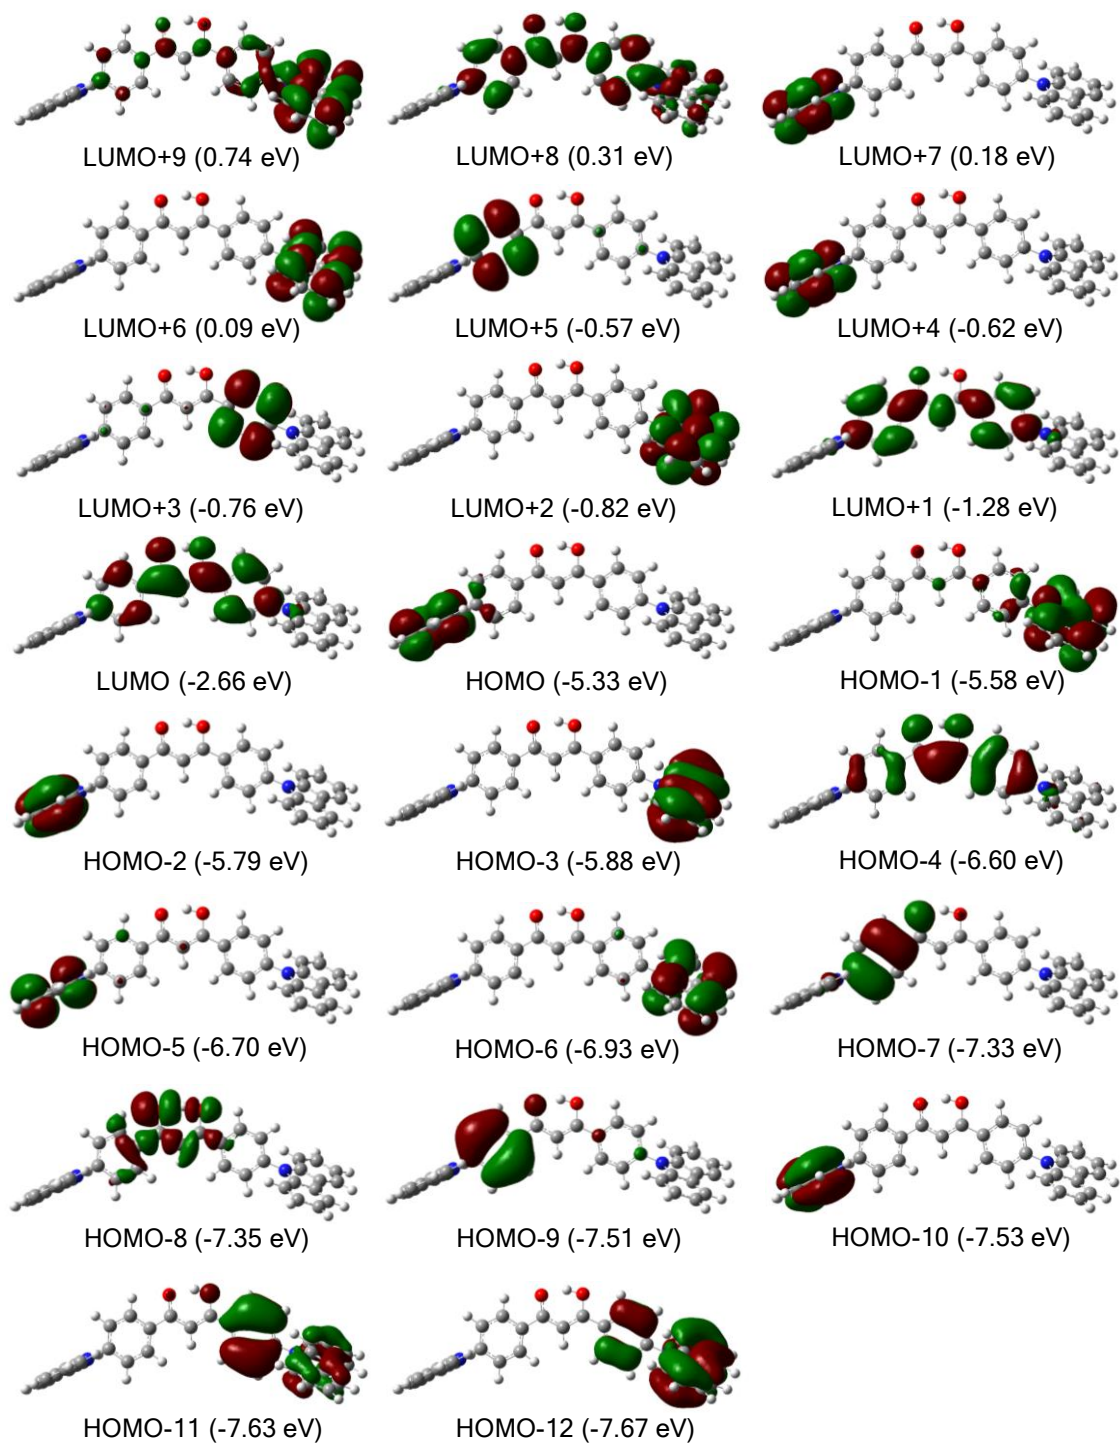 LUMO+9 (0.74 eV)
LUMO+8 (0.31 eV)
LUMO+7 (0.18 eV)
LUMO+6 (0.09 eV)
LUMO+5 (-0.57 eV)
LUMO+4 (-0.62 eV)
LUMO+3 (-0.76 eV)
LUMO+2 (-0.82 eV)
LUMO+1 (-1.28 eV)
LUMO (-2.66 eV)
HOMO (-5.33 eV)
HOMO-1 (-5.58 eV)
HOMO-2 (-5.79 eV)
HOMO-3 (-5.88 eV)
HOMO-4 (-6.60 eV)
HOMO-5 (-6.70 eV)
HOMO-6 (-6.93 eV)
HOMO-7 (-7.33 eV)
HOMO-8 (-7.35 eV)
HOMO-9 (-7.51 eV)
HOMO-10 (-7.53 eV)
HOMO-11 (-7.63 eV)
HOMO-12 (-7.67 eV)